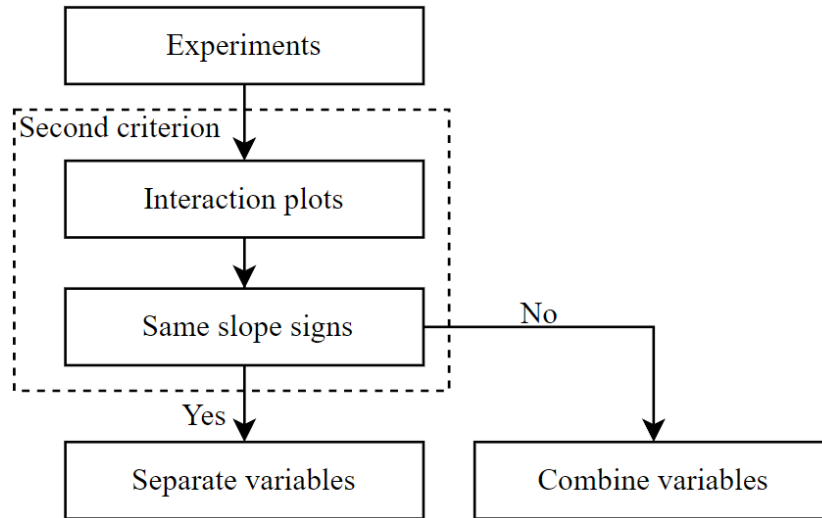 Experiments
Second criterion
Interaction plots
Same slope signs
No
Yes
Separate variables
Combine variables